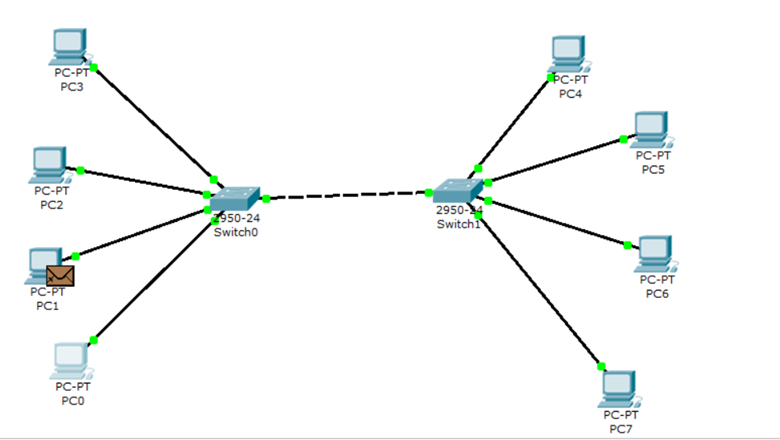 PC-PT
PC3
PC-PT
PC4
PC-PT
PC5
PC-PT
PC2
2950-24
Switch0
2950-24
Switch1
PC-PT
PC1
PC-PT
PC6
PC-PT
PC0
PC-PT
PC7